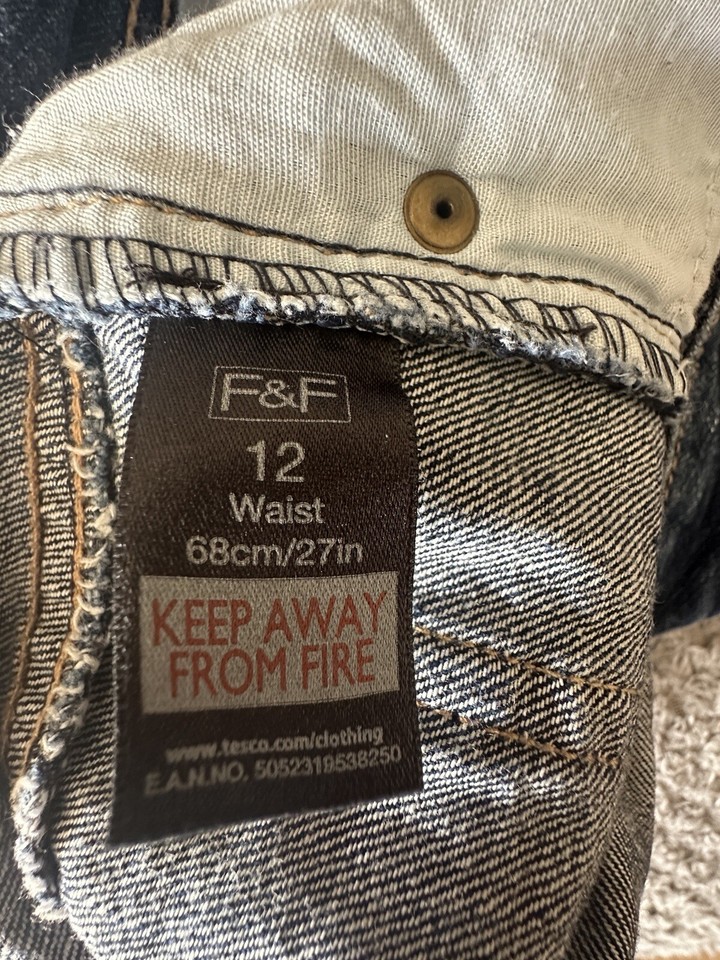 F&F
12
Waist
68cm/27in
KEEP AWAY
FROM FIRE
www.tesco.com/clothing
E.A.N.NO. 5052319538250